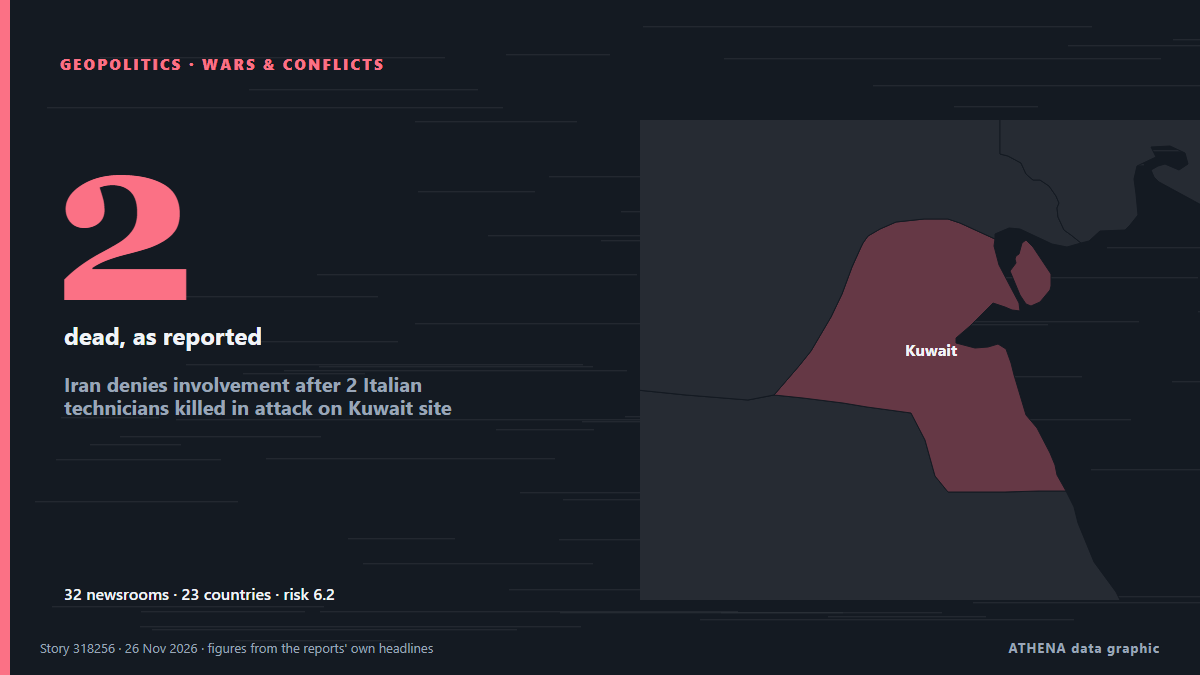 GEOPOLITICS · WARS & CONFLICTS
2
dead, as reported
Iran denies involvement after 2 Italian
technicians killed in attack on Kuwait site
Kuwait
32 newsrooms · 23 countries · risk 6.2
Story 318256 · 26 Nov 2026 · figures from the reports' own headlines
ATHENA data graphic